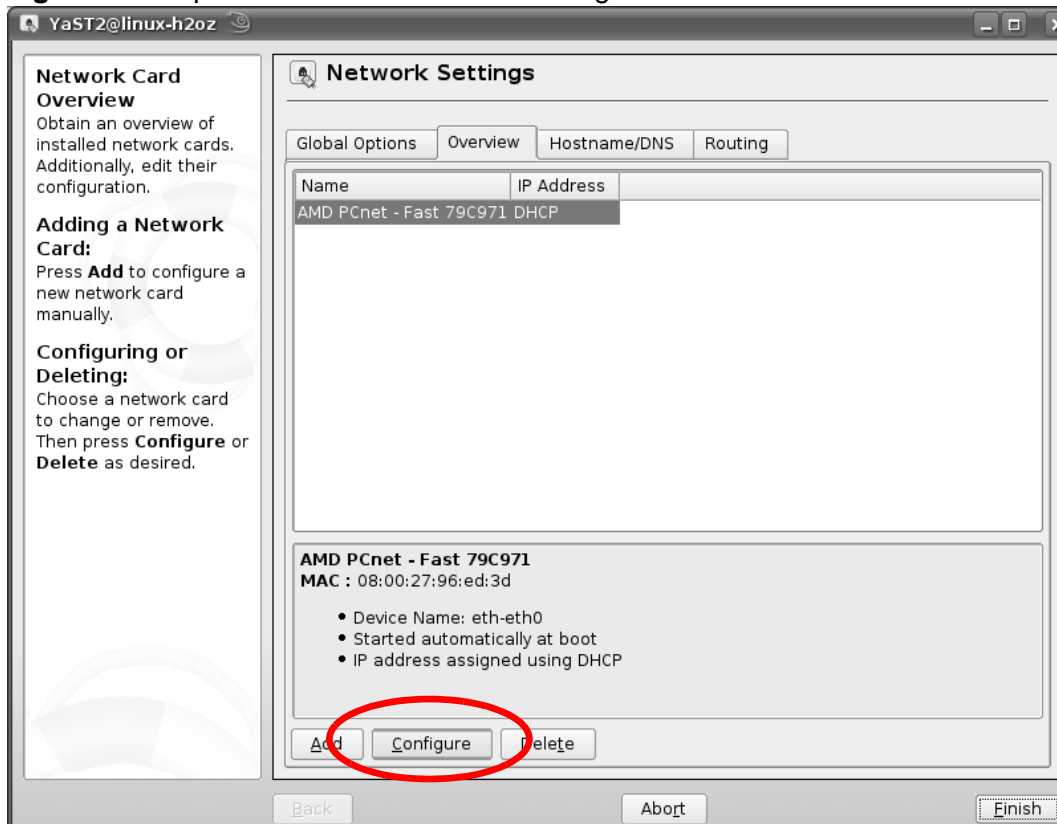 YaST2@linux-h2oz
Network Card
Overview
Obtain an overview of
installed network cards.
Additionally, edit their
configuration.
Adding a Network
Card:
Press Add to configure a
new network card
manually.
Configuring or
Deleting:
Choose a network card
to change or remove.
Then press Configure or
Delete as desired.
Network Settings
Global Options Overview Hostname/DNS Routing
Name IP Address
AMD PCnet - Fast 79C971 DHCP
AMD PCnet - Fast 79C971
MAC : 08:00:27:96:ed:3d
• Device Name: eth-eth0
• Started automatically at boot
• IP address assigned using DHCP
Add Configure Delete
Back Abort Finish